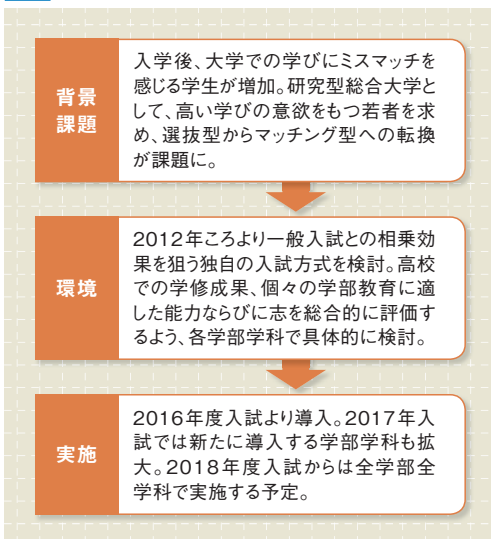 背景
課題
入学後、大学での学びにミスマッチを
感じる学生が増加。研究型総合大学と
して、高い学びの意欲をもつ若者を求
め、選抜型からマッチング型への転換
が課題に。
環境
2012年ころより一般入試との相乗効
果を狙う独自の入試方式を検討。高校
での学修成果、個々の学部教育に適
した能力ならびに志を総合的に評価す
るよう、各学部学科で具体的に検討。
実施
2016年度入試より導入。2017年入
試では新たに導入する学部学科も拡
大。2018年度入試からは全学部全
学科で実施する予定。